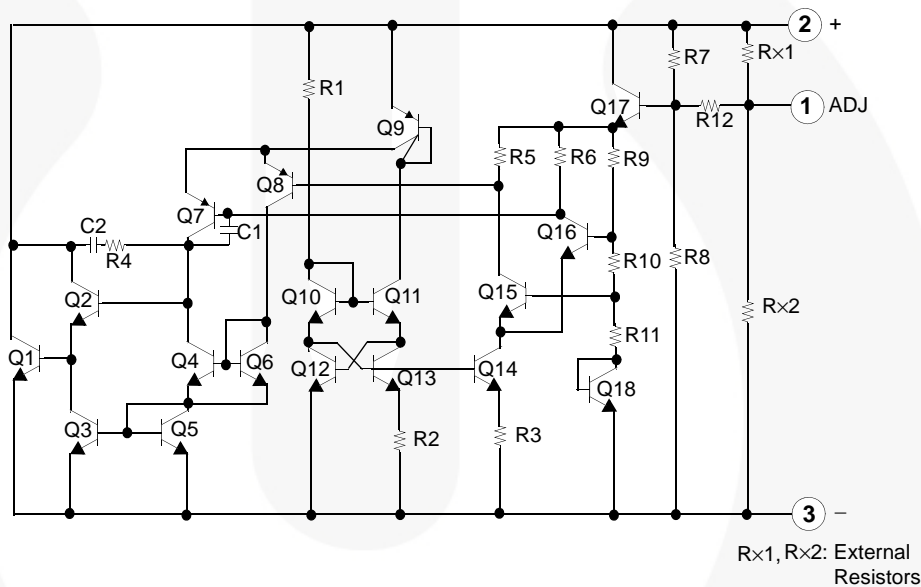 2 +
R7
R×1
R1
Q17
1 ADJ
R12
Q9
R5
R6
R9
Q8
Q7
C2
C1
Q16
R4
R10
R8
Q2
Q10
Q11
Q15
R×2
R11
Q1
Q4
Q6
Q12
Q13
Q14
Q18
Q3
Q5
R2
R3
3 –
R×1, R×2: External
Resistors